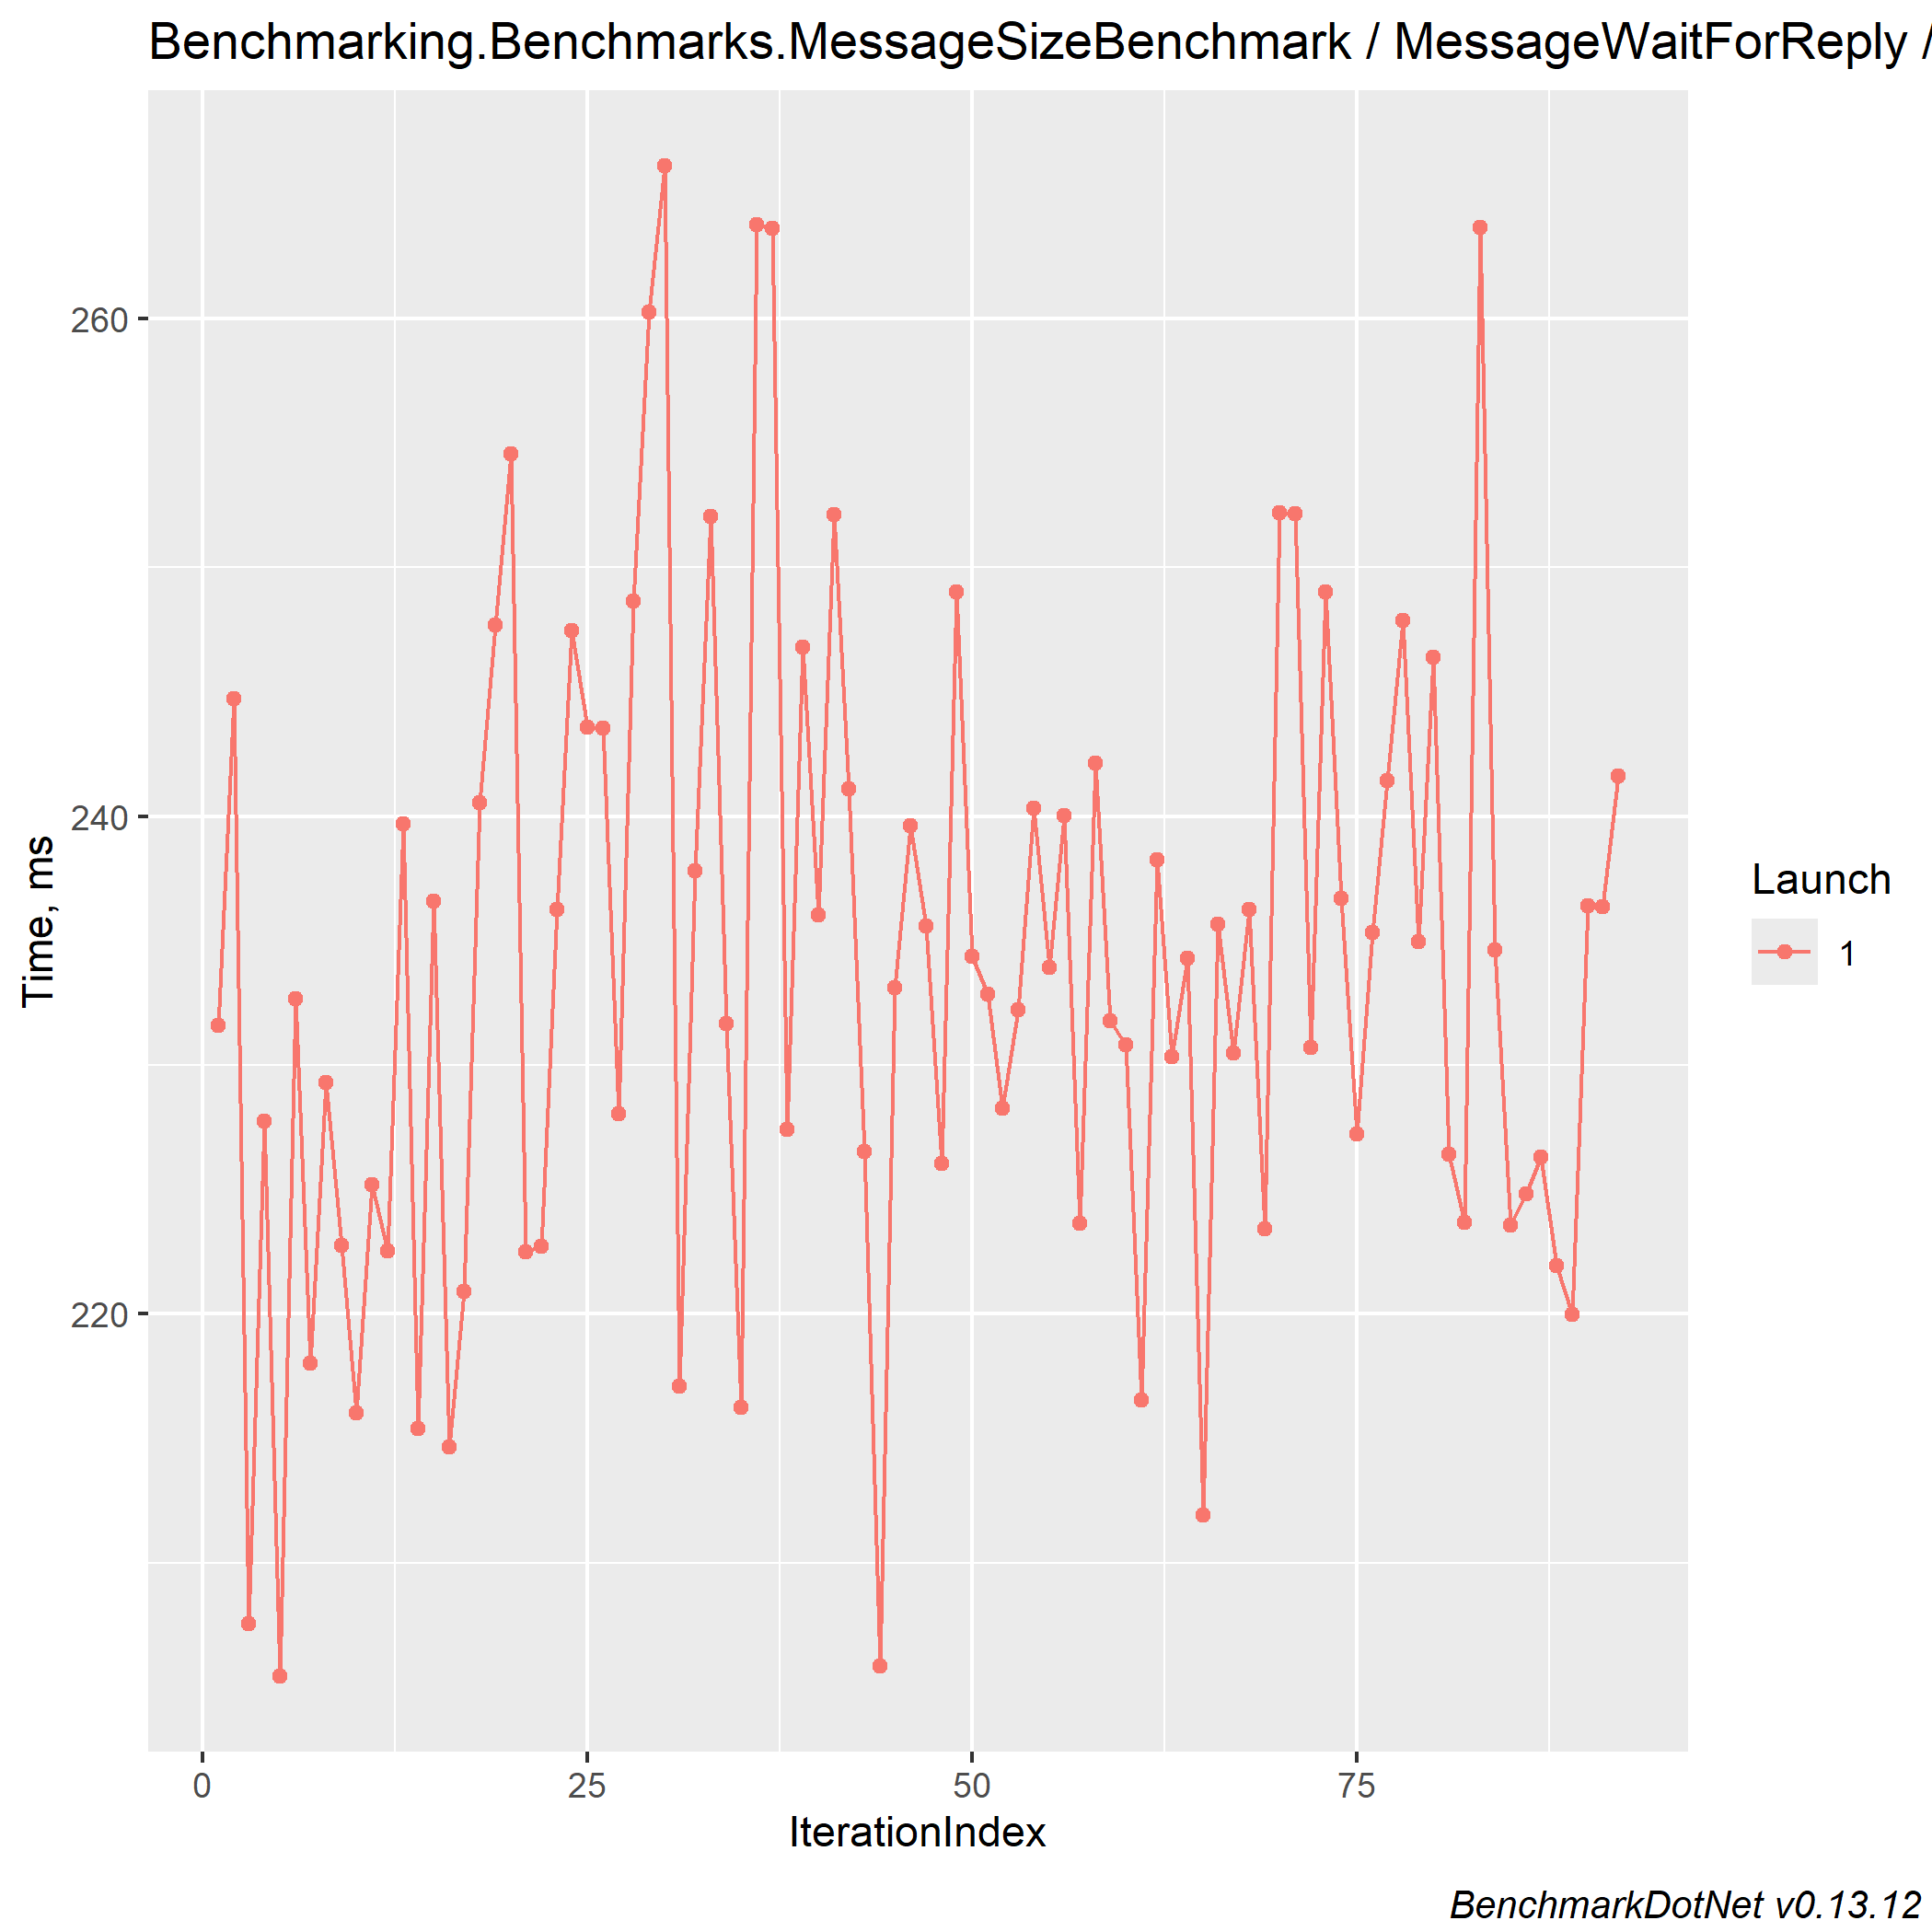 Benchmarking.Benchmarks.MessageSizeBenchmark / MessageWaitForReply /
260
240
220
Time, ms
0 25 50 75
IterationIndex
Launch
1
BenchmarkDotNet v0.13.12